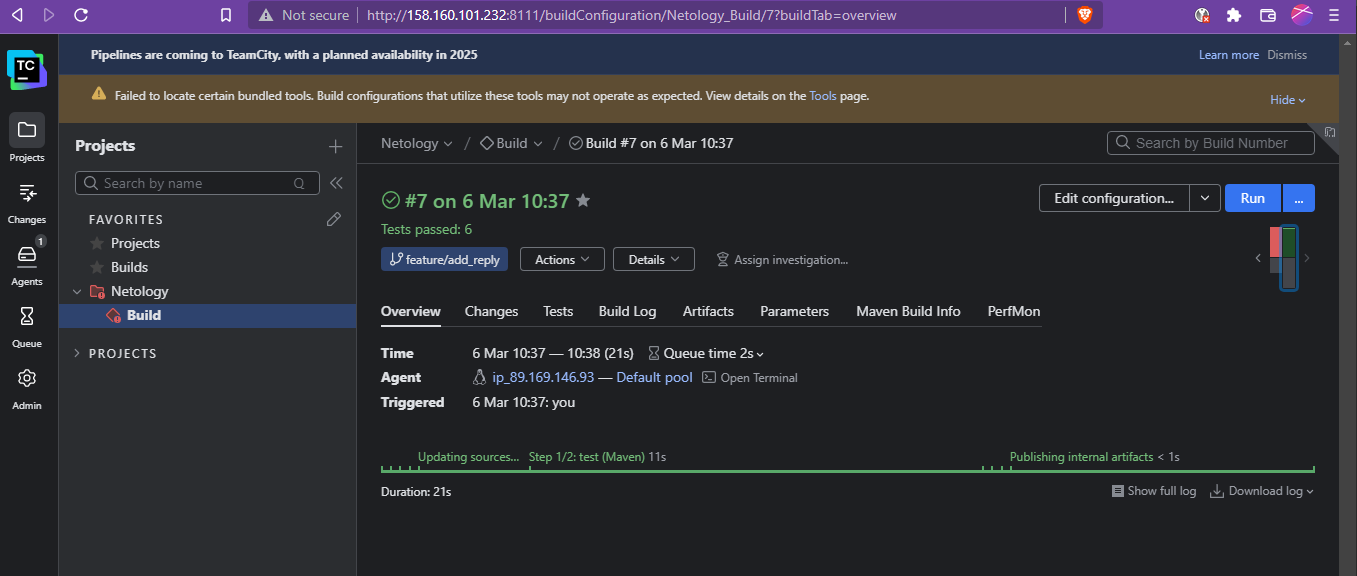 Not secure http://158.160.101.232:8111/buildConfiguration/Netology_Build/7?buildTab=overview
Pipelines are coming to TeamCity, with a planned availability in 2025 Learn more Dismiss
Failed to locate certain bundled tools. Build configurations that utilize these tools may not operate as expected. View details on the Tools page. Hide
TC
Projects
Changes
1
Agents
Queue
Admin
Projects
Search by name Q
FAVORITES
Projects
Builds
Netology
Build
PROJECTS
Netology / Build / Build #7 on 6 Mar 10:37 Search by Build Number
#7 on 6 Mar 10:37 Edit configuration... Run ...
Tests passed: 6
feature/add_reply Actions Details Assign investigation...
Overview Changes Tests Build Log Artifacts Parameters Maven Build Info PerfMon
Time 6 Mar 10:37 — 10:38 (21s) Queue time 2s
Agent ip_89.169.146.93 — Default pool Open Terminal
Triggered 6 Mar 10:37: you
Updating sources... Step 1/2: test (Maven) 11s Publishing internal artifacts < 1s
Duration: 21s Show full log Download log